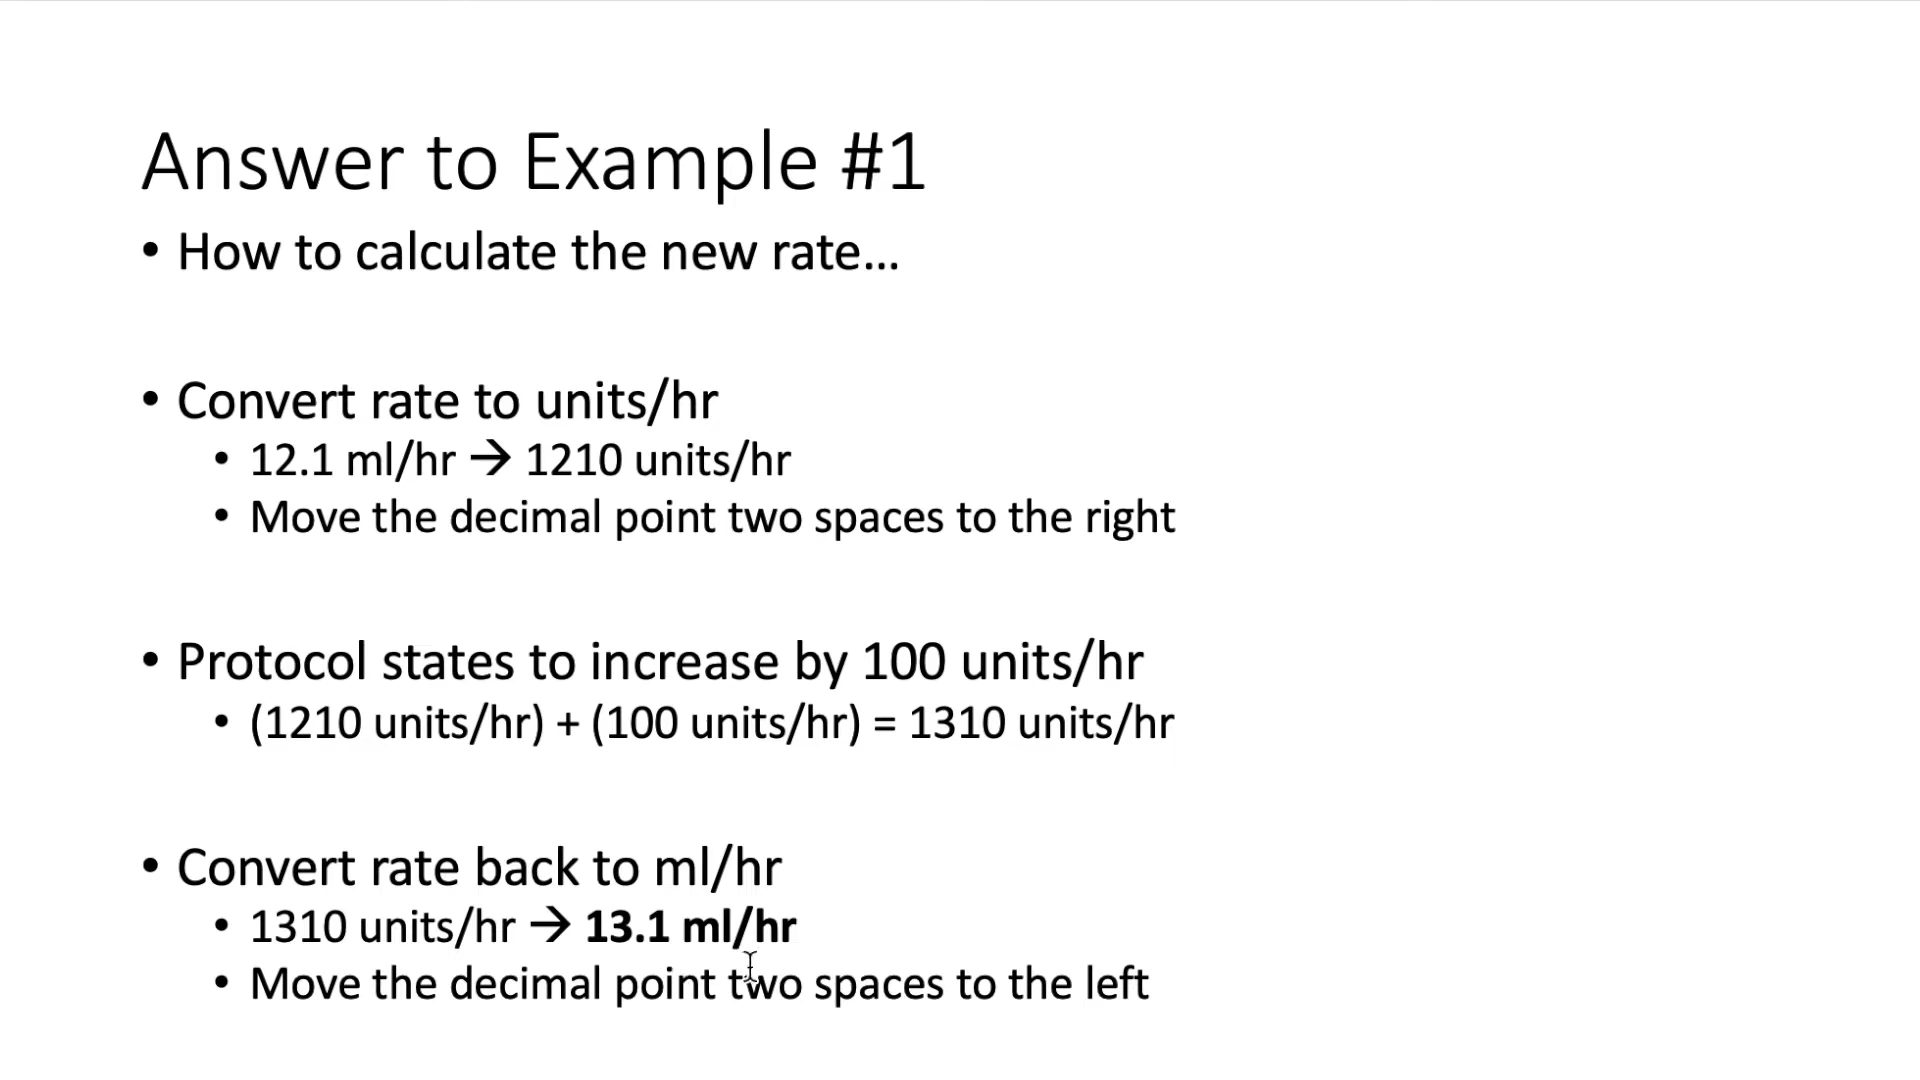 Answer to Example #1
• How to calculate the new rate...
• Convert rate to units/hr
• 12.1 ml/hr → 1210 units/hr
• Move the decimal point two spaces to the right
• Protocol states to increase by 100 units/hr
• (1210 units/hr) + (100 units/hr) = 1310 units/hr
• Convert rate back to ml/hr
• 1310 units/hr → 13.1 ml/hr
• Move the decimal point two spaces to the left